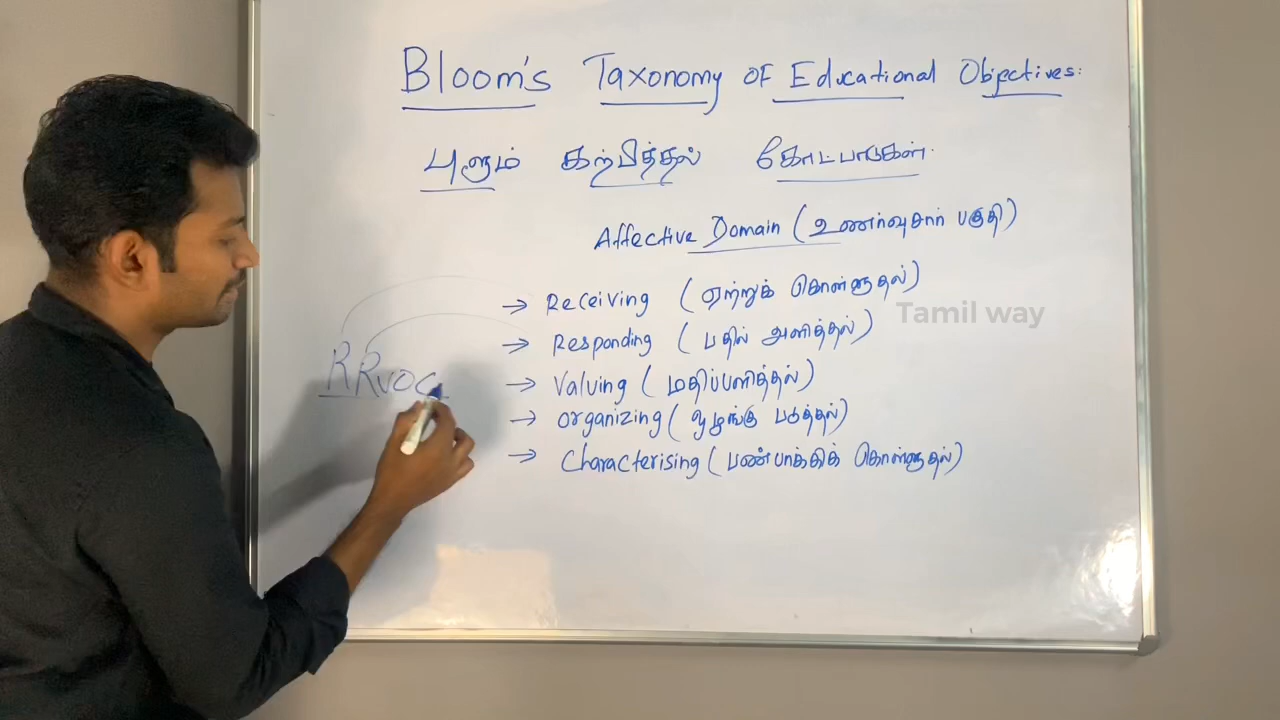 Bloom's Taxonomy OF Educational Objectives:
புளூம் கற்பித்தல் கோட்பாடுகள்.
Affective Domain (உணர்வுசார் பகுதி)
→ Receiving (ஏற்றுக் கொள்ளுதல்)
Tamil way
→ Responding (பதில் அளித்தல்)
RRVOC
→ Valuing (மதிப்பளித்தல்)
→ Organizing (ஒழுங்கு படுத்தல்)
→ Characterising (பண்பாக்கிக் கொள்ளுதல்)